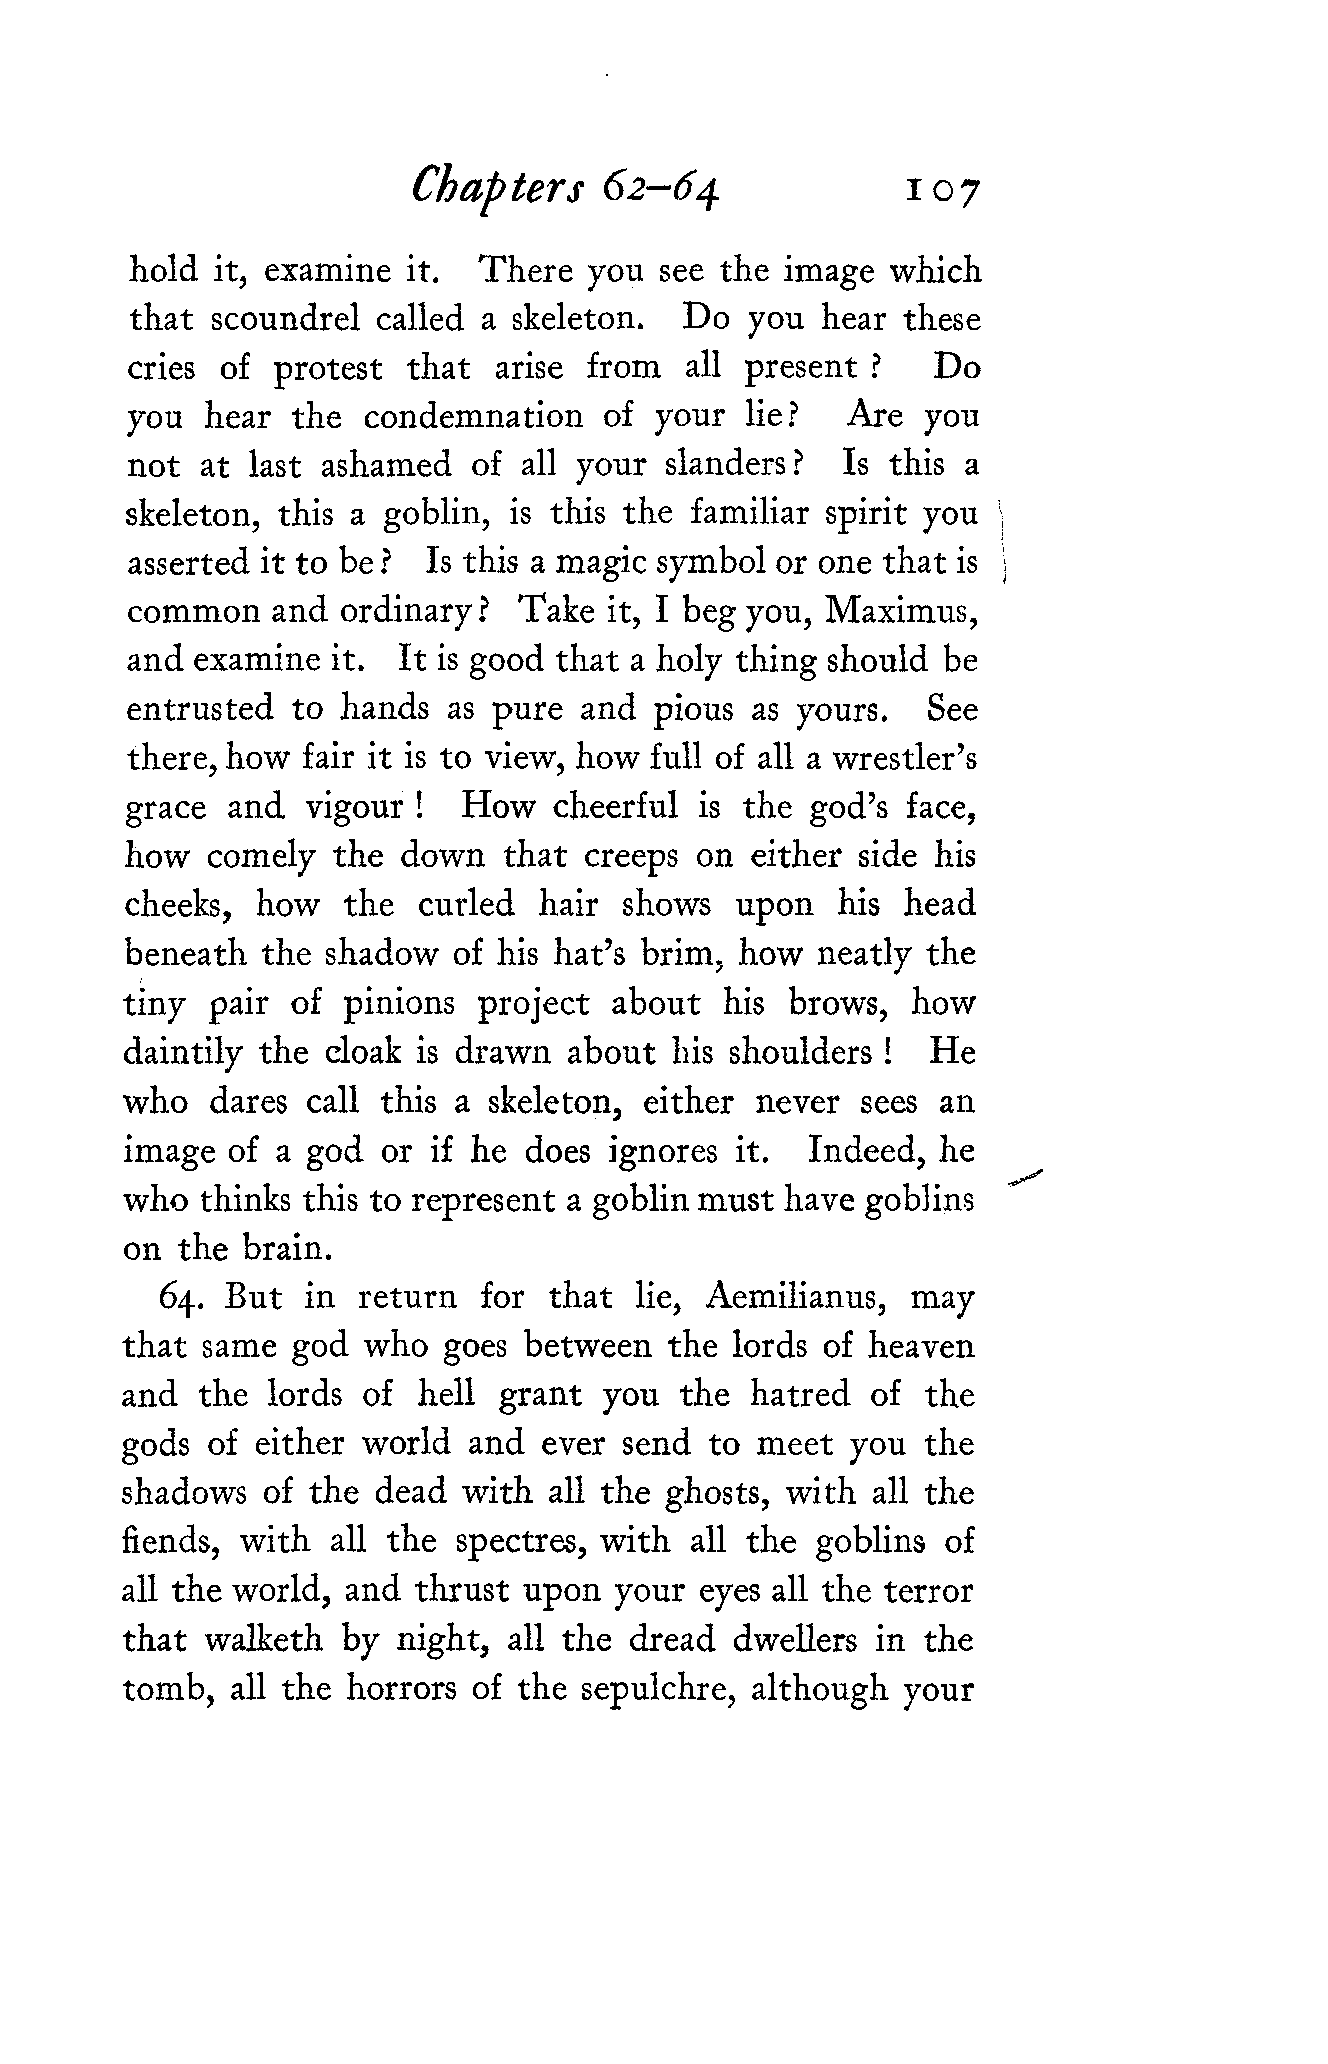 Chapters 62–64 107
hold it, examine it. There you see the image which
that scoundrel called a skeleton. Do you hear these
cries of protest that arise from all present ? Do
you hear the condemnation of your lie? Are you
not at last ashamed of all your slanders? Is this a
skeleton, this a goblin, is this the familiar spirit you
asserted it to be? Is this a magic symbol or one that is
common and ordinary? Take it, I beg you, Maximus,
and examine it. It is good that a holy thing should be
entrusted to hands as pure and pious as yours. See
there, how fair it is to view, how full of all a wrestler's
grace and vigour ! How cheerful is the god's face,
how comely the down that creeps on either side his
cheeks, how the curled hair shows upon his head
beneath the shadow of his hat's brim, how neatly the
tiny pair of pinions project about his brows, how
daintily the cloak is drawn about his shoulders ! He
who dares call this a skeleton, either never sees an
image of a god or if he does ignores it. Indeed, he
who thinks this to represent a goblin must have goblins
on the brain.
64. But in return for that lie, Aemilianus, may
that same god who goes between the lords of heaven
and the lords of hell grant you the hatred of the
gods of either world and ever send to meet you the
shadows of the dead with all the ghosts, with all the
fiends, with all the spectres, with all the goblins of
all the world, and thrust upon your eyes all the terror
that walketh by night, all the dread dwellers in the
tomb, all the horrors of the sepulchre, although your